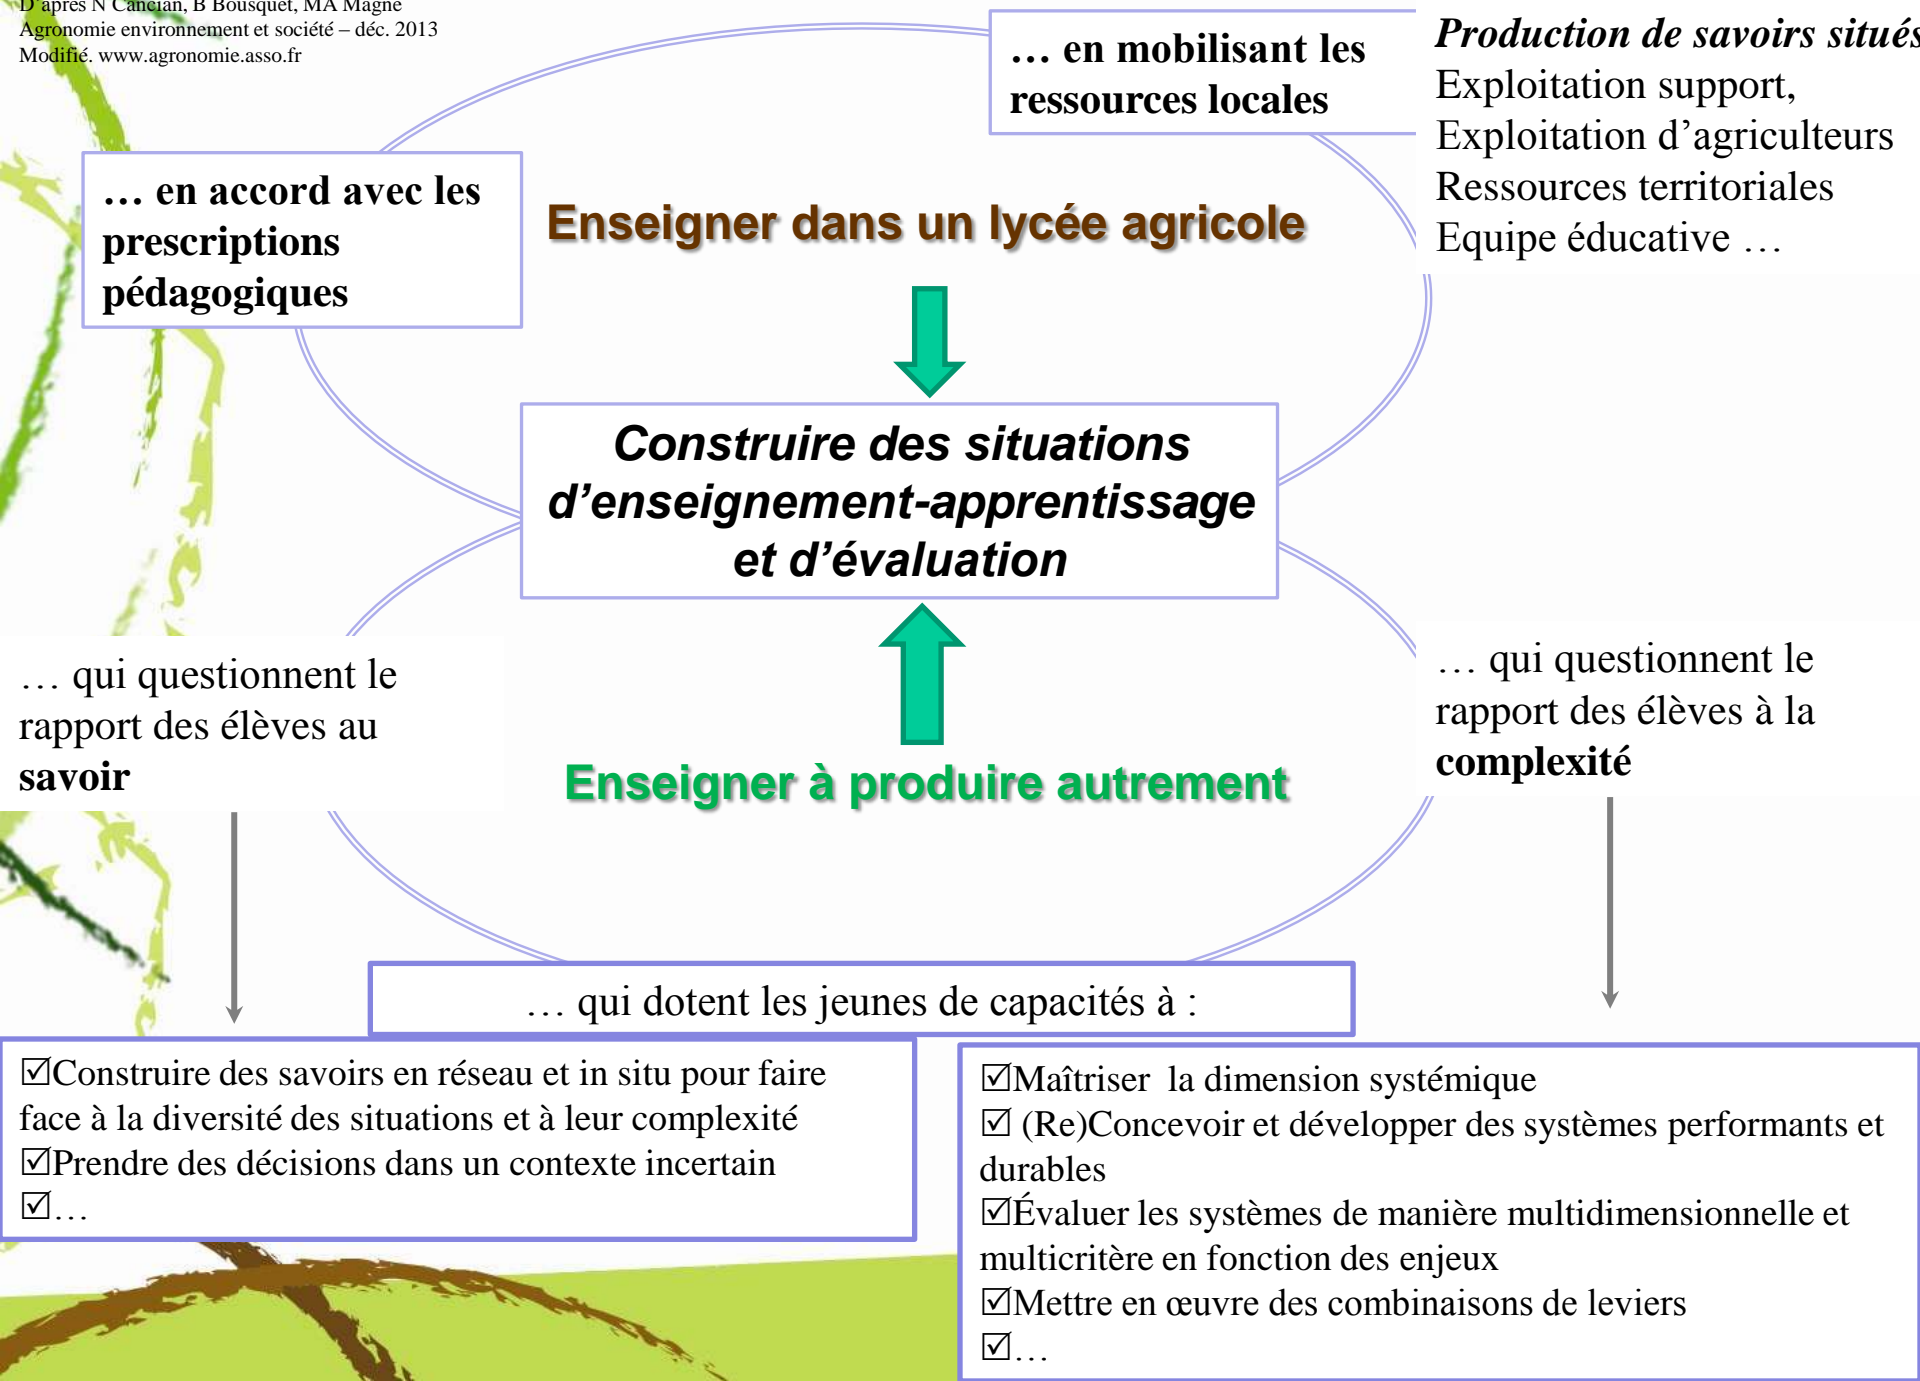 D'après N Cancian, B Bousquet, MA Magne
Agronomie environnement et société – déc. 2013
Modifié. www.agronomie.asso.fr
… en mobilisant les
ressources locales
Production de savoirs situés
Exploitation support,
Exploitation d'agriculteurs
Ressources territoriales
Equipe éducative …
… en accord avec les
prescriptions
pédagogiques
Enseigner dans un lycée agricole
Construire des situations
d'enseignement-apprentissage
et d'évaluation
… qui questionnent le
rapport des élèves au
savoir
… qui questionnent le
rapport des élèves à la
complexité
Enseigner à produire autrement
… qui dotent les jeunes de capacités à :
☑Construire des savoirs en réseau et in situ pour faire
face à la diversité des situations et à leur complexité
☑Prendre des décisions dans un contexte incertain
☑…
☑Maîtriser la dimension systémique
☑ (Re)Concevoir et développer des systèmes performants et
durables
☑Évaluer les systèmes de manière multidimensionnelle et
multicritère en fonction des enjeux
☑Mettre en œuvre des combinaisons de leviers
☑…